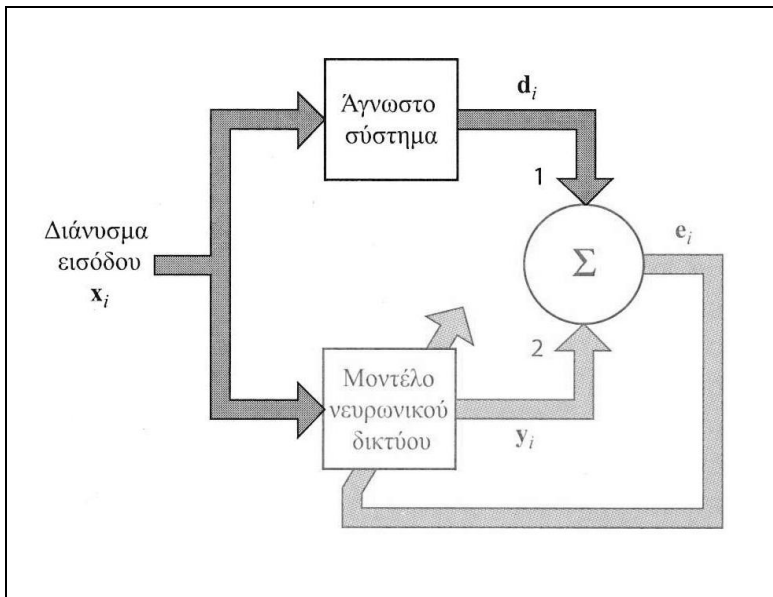 Άγνωστο
σύστημα
d_i
1
Διάνυσμα
εισόδου
x_i
Σ
e_i
2
Μοντέλο
νευρωνικού
δικτύου
y_i